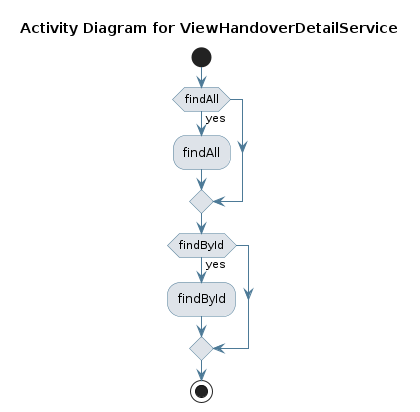 Activity Diagram for ViewHandoverDetailService
findAll
yes
findAll
findById
yes
findById